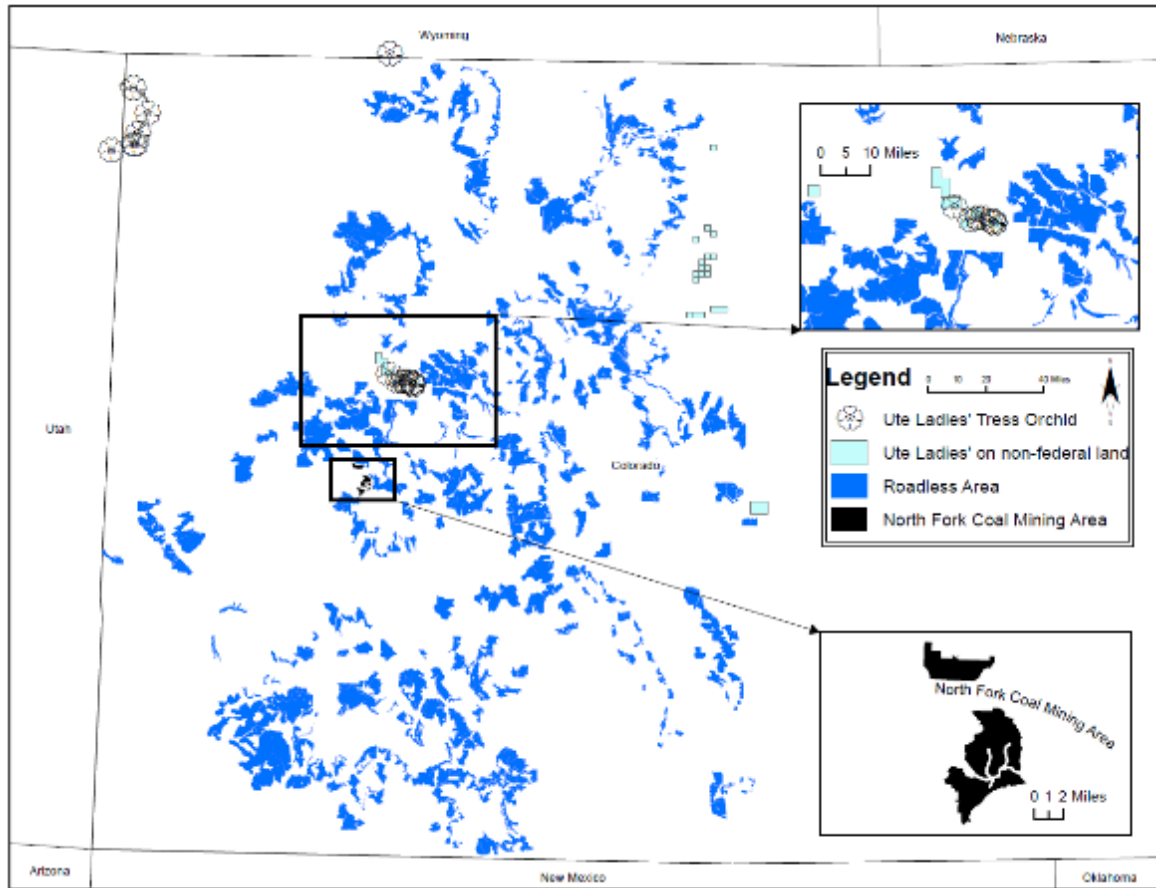 Wyoming
Nebraska
0 5 10 Miles
Utah
Colorado
Legend
0 10 20 40 Miles
Ute Ladies' Tress Orchid
Ute Ladies' on non-federal land
Roadless Area
North Fork Coal Mining Area
North Fork Coal Mining Area
0 1 2 Miles
Arizona
New Mexico
Oklahoma